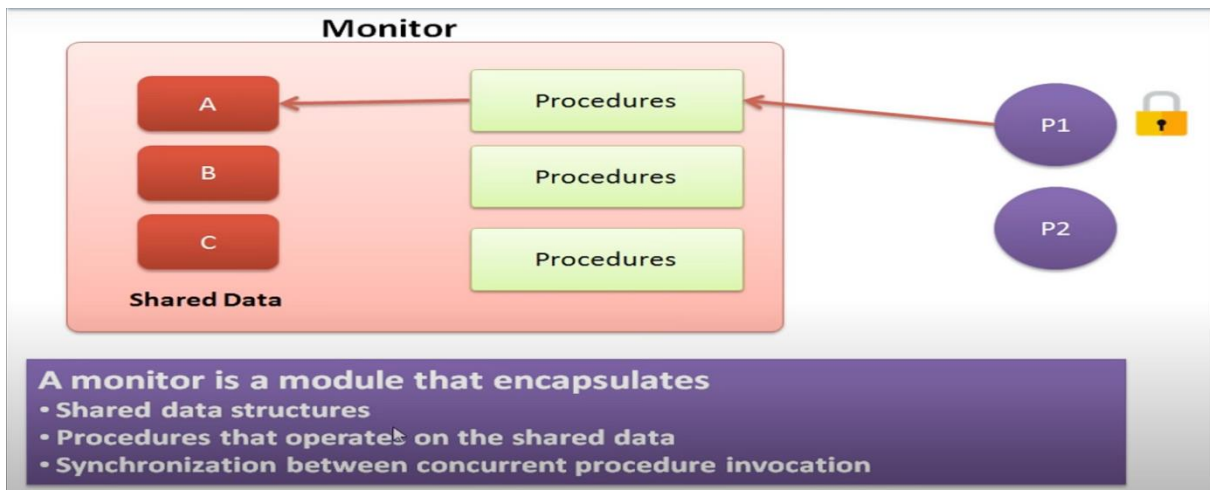 Monitor
A
Procedures
P1
B
Procedures
P2
C
Procedures
Shared Data
A monitor is a module that encapsulates
• Shared data structures
• Procedures that operates on the shared data
• Synchronization between concurrent procedure invocation